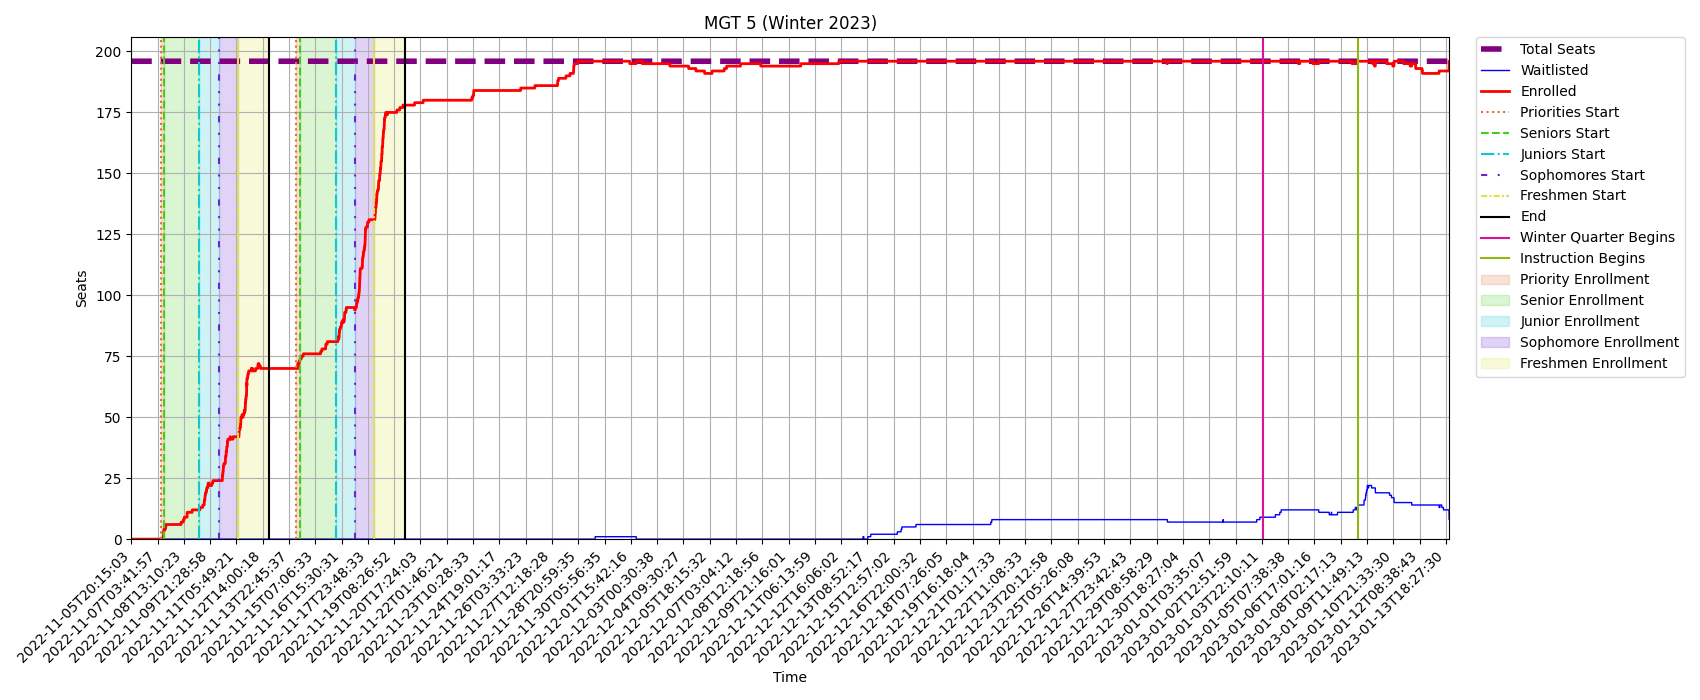 MGT 5 (Winter 2023)
Seats
200
175
150
125
100
75
50
25
0
2022-11-05T20:15:03
2022-11-07T03:41:57
2022-11-08T13:10:23
2022-11-09T21:28:58
2022-11-11T05:49:21
2022-11-12T14:00:18
2022-11-13T22:45:37
2022-11-15T07:06:33
2022-11-16T15:30:31
2022-11-17T23:48:33
2022-11-19T08:26:52
2022-11-20T17:24:03
2022-11-22T01:46:21
2022-11-23T10:28:33
2022-11-24T19:01:17
2022-11-26T03:33:23
2022-11-27T12:18:28
2022-11-28T20:59:35
2022-11-30T05:56:35
2022-12-01T15:42:16
2022-12-03T00:30:38
2022-12-04T09:30:27
2022-12-05T18:15:32
2022-12-07T03:04:12
2022-12-08T12:18:56
2022-12-09T21:16:01
2022-12-11T06:13:59
2022-12-12T16:06:02
2022-12-13T08:52:17
2022-12-15T12:57:02
2022-12-16T22:00:32
2022-12-18T07:26:05
2022-12-19T16:18:04
2022-12-21T01:17:33
2022-12-22T11:08:33
2022-12-23T20:12:58
2022-12-25T05:26:08
2022-12-26T14:39:53
2022-12-27T23:42:43
2022-12-29T08:58:29
2022-12-30T18:27:04
2023-01-01T03:35:07
2023-01-02T12:51:59
2023-01-03T22:10:11
2023-01-05T07:38:38
2023-01-06T17:01:16
2023-01-08T02:17:13
2023-01-09T11:49:13
2023-01-10T21:33:30
2023-01-12T08:38:43
2023-01-13T18:27:30
Time
Total Seats
Waitlisted
Enrolled
Priorities Start
Seniors Start
Juniors Start
Sophomores Start
Freshmen Start
End
Winter Quarter Begins
Instruction Begins
Priority Enrollment
Senior Enrollment
Junior Enrollment
Sophomore Enrollment
Freshmen Enrollment